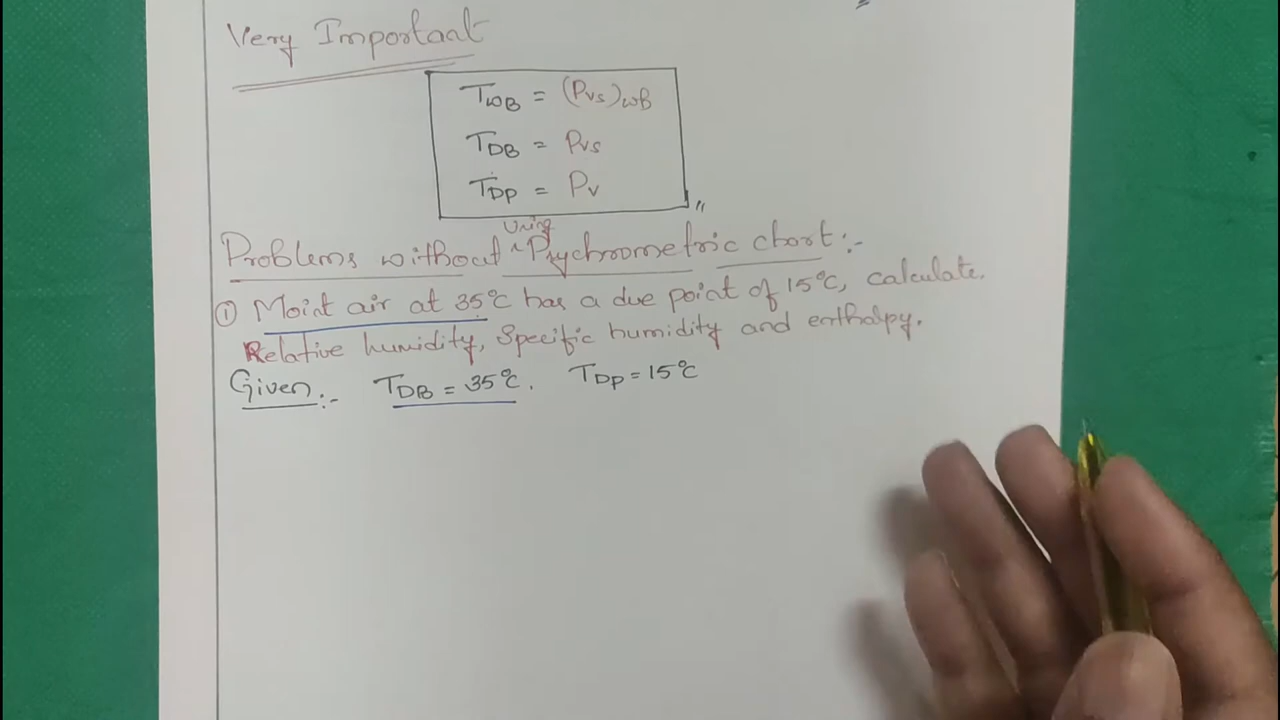 Very Important
TWB = (Pvs)WB
TDB = Pvs
TDP = Pv
Using
Problems without ^ Psychrometric chart:-
① Moist air at 35°C has a due point of 15°C, calculate.
Relative humidity, Specific humidity and enthalpy.
Given:- TDB = 35°C. TDP = 15°C